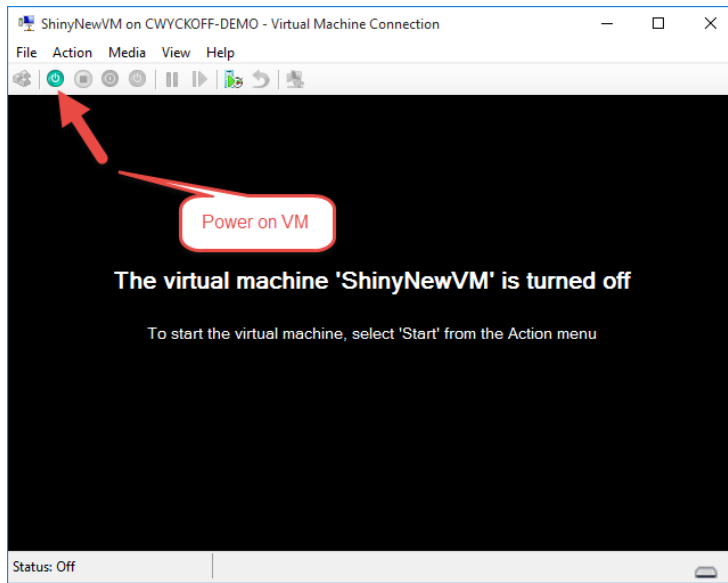 ShinyNewVM on CWYCKOFF-DEMO - Virtual Machine Connection
File Action Media View Help
Power on VM
The virtual machine 'ShinyNewVM' is turned off
To start the virtual machine, select 'Start' from the Action menu
Status: Off